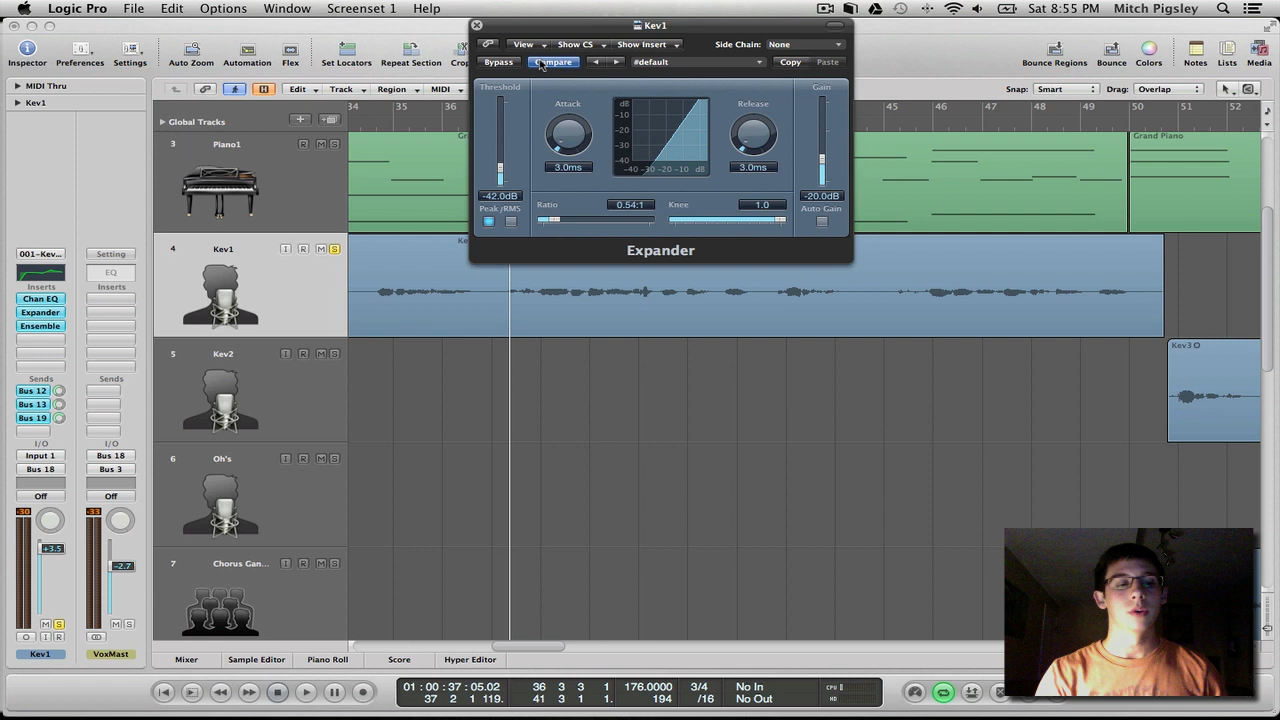 Logic Pro File Edit Options Window Screenset 1 Help Sat 8:55 PM Mitch Pigsley
Kev1
View Show CS Show Insert Side Chain: None
Bypass Compare #default Copy Paste
Inspector Preferences Settings Auto Zoom Automation Flex Set Locators Repeat Section Bounce Regions Bounce Colors Notes Lists Media
MIDI Thru
Edit Track Region MIDI Snap: Smart Drag: Overlap
Kev1
34 35 36 45 46 47 48 49 50 51 52
Global Tracks
Threshold Attack dB Release Gain
-10
-20
-30
-40
-40 -30 -20 -10 dB
3.0ms 3.0ms
-42.0dB -20.0dB
Peak/RMS Ratio 0.54:1 Knee 1.0 Auto Gain
Expander
3 Piano1 R M S
Grand Piano
4 Kev1 I R M S
5 Kev2 I R M S
Kev3
6 Oh's I R M S
7 Chorus Gan... I R M S
001-Kev... Setting
EQ
Inserts Inserts
Chan EQ
Expander
Ensemble
Sends Sends
Bus 12
Bus 13
Bus 19
I/O I/O
Input 1 Bus 18
Bus 18 Bus 3
Off Off
-30 -33
+3.5
-2.7
M S M S
I R
Kev1 VoxMast
Mixer Sample Editor Piano Roll Score Hyper Editor
01:00:37:05.02 36 3 3 1 176.0000 3/4 No In CPU
37 2 1 119. 41 3 1 1. 194 /16 No Out HD